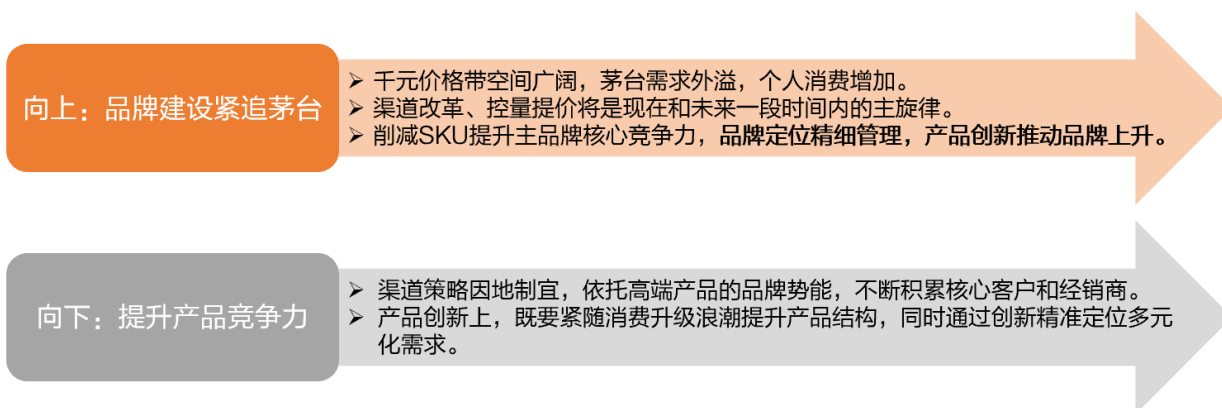 向上：品牌建设紧追茅台
➢ 千元价格带空间广阔，茅台需求外溢，个人消费增加。
➢ 渠道改革、控量提价将是现在和未来一段时间内的主旋律。
➢ 削减SKU提升主品牌核心竞争力，品牌定位精细管理，产品创新推动品牌上升。
向下：提升产品竞争力
➢ 渠道策略因地制宜，依托高端产品的品牌势能，不断积累核心客户和经销商。
➢ 产品创新上，既要紧随消费升级浪潮提升产品结构，同时通过创新精准定位多元
化需求。